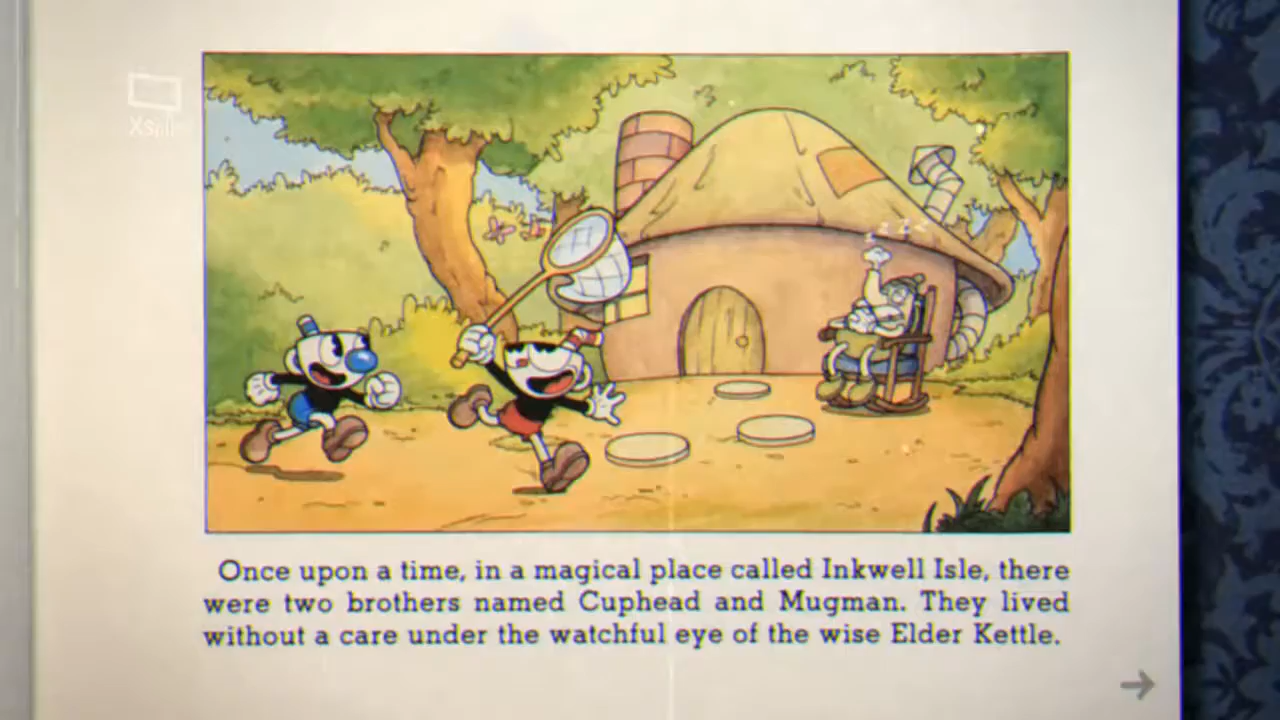 Once upon a time, in a magical place called Inkwell Isle, there
were two brothers named Cuphead and Mugman. They lived
without a care under the watchful eye of the wise Elder Kettle.